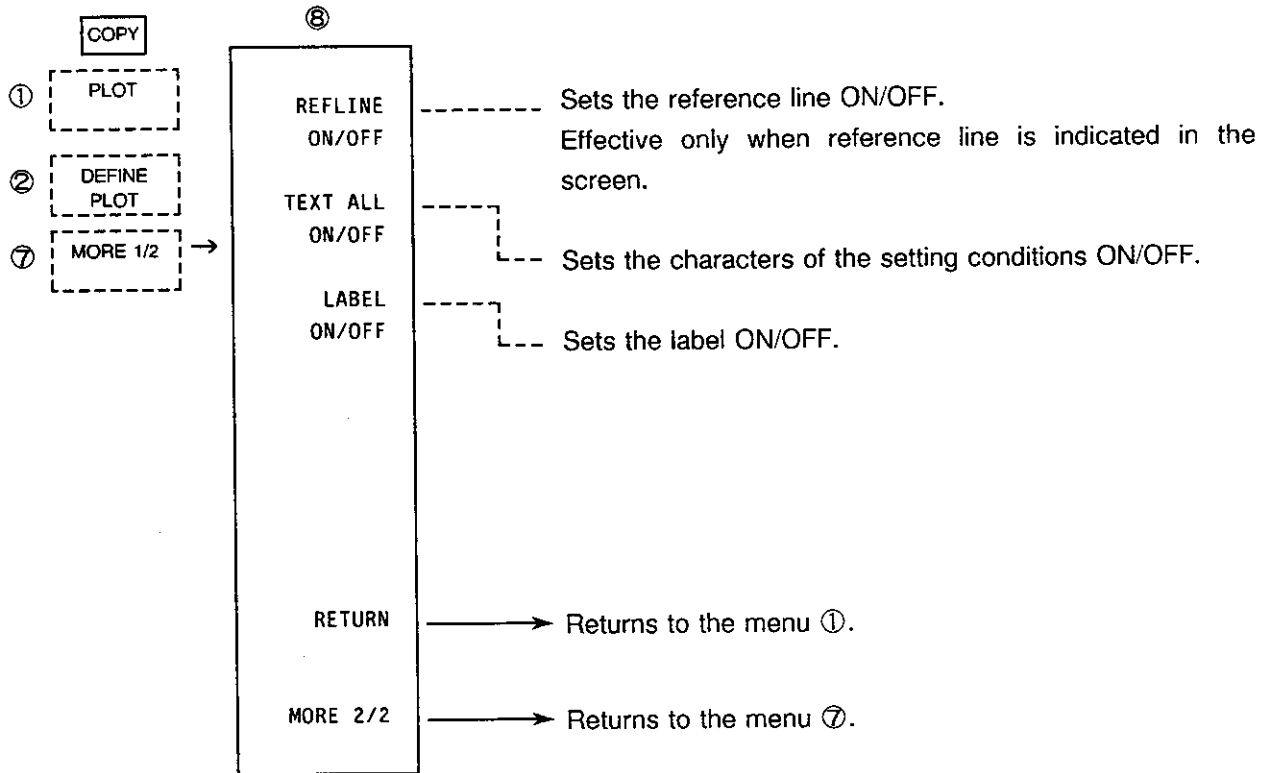 COPY
① PLOT
② DEFINE
PLOT
⑦ MORE 1/2 →
⑧
REFLINE
ON/OFF
Sets the reference line ON/OFF.
Effective only when reference line is indicated in the
screen.
TEXT ALL
ON/OFF
Sets the characters of the setting conditions ON/OFF.
LABEL
ON/OFF
Sets the label ON/OFF.
RETURN
Returns to the menu ①.
MORE 2/2
Returns to the menu ⑦.